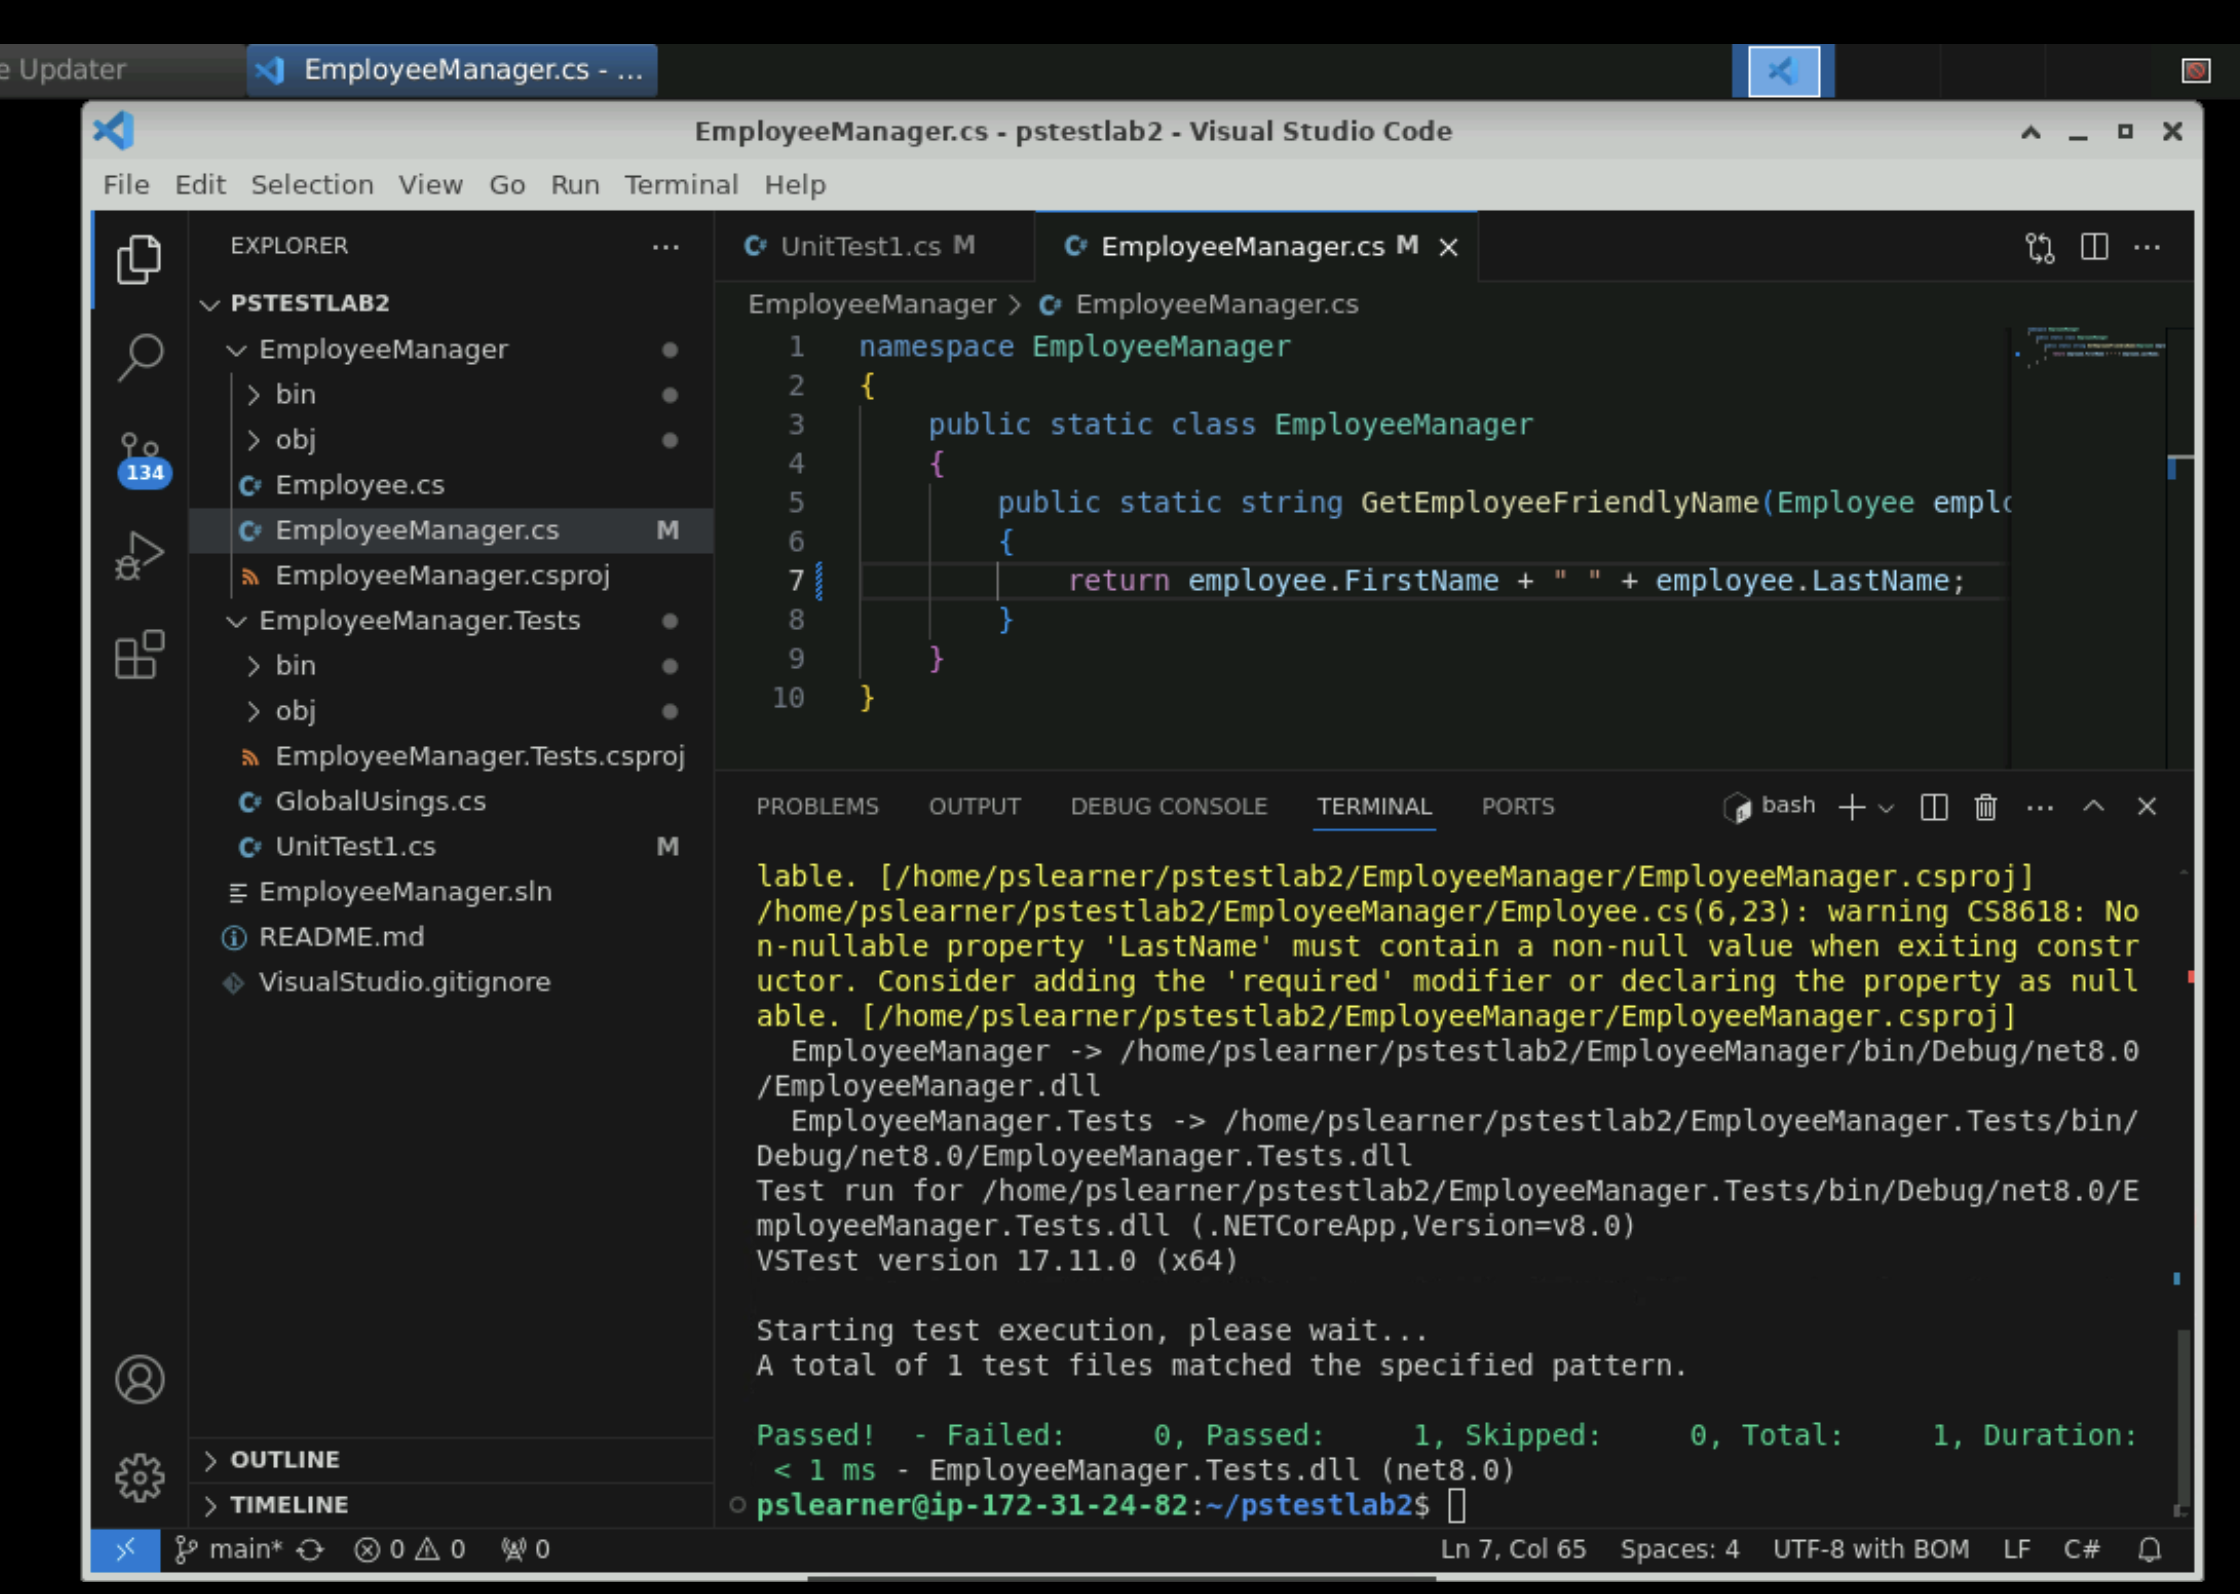 e Updater
EmployeeManager.cs - ...
EmployeeManager.cs - pstestlab2 - Visual Studio Code
File Edit Selection View Go Run Terminal Help
EXPLORER
PSTESTLAB2
EmployeeManager
bin
obj
134
Employee.cs
EmployeeManager.cs M
EmployeeManager.csproj
EmployeeManager.Tests
bin
obj
EmployeeManager.Tests.csproj
GlobalUsings.cs
UnitTest1.cs M
EmployeeManager.sln
README.md
VisualStudio.gitignore
OUTLINE
TIMELINE
UnitTest1.cs M
EmployeeManager.cs M
EmployeeManager > EmployeeManager.cs
1 namespace EmployeeManager
2 {
3 public static class EmployeeManager
4 {
5 public static string GetEmployeeFriendlyName(Employee emplo
6 {
7 return employee.FirstName + " " + employee.LastName;
8 }
9 }
10 }
PROBLEMS OUTPUT DEBUG CONSOLE TERMINAL PORTS bash
lable. [/home/pslearner/pstestlab2/EmployeeManager/EmployeeManager.csproj]
/home/pslearner/pstestlab2/EmployeeManager/Employee.cs(6,23): warning CS8618: No
n-nullable property 'LastName' must contain a non-null value when exiting constr
uctor. Consider adding the 'required' modifier or declaring the property as null
able. [/home/pslearner/pstestlab2/EmployeeManager/EmployeeManager.csproj]
EmployeeManager -> /home/pslearner/pstestlab2/EmployeeManager/bin/Debug/net8.0
/EmployeeManager.dll
EmployeeManager.Tests -> /home/pslearner/pstestlab2/EmployeeManager.Tests/bin/
Debug/net8.0/EmployeeManager.Tests.dll
Test run for /home/pslearner/pstestlab2/EmployeeManager.Tests/bin/Debug/net8.0/E
mployeeManager.Tests.dll (.NETCoreApp,Version=v8.0)
VSTest version 17.11.0 (x64)
Starting test execution, please wait...
A total of 1 test files matched the specified pattern.
Passed! - Failed: 0, Passed: 1, Skipped: 0, Total: 1, Duration:
< 1 ms - EmployeeManager.Tests.dll (net8.0)
pslearner@ip-172-31-24-82:~/pstestlab2$
main* 0 0 0 Ln 7, Col 65 Spaces: 4 UTF-8 with BOM LF C#